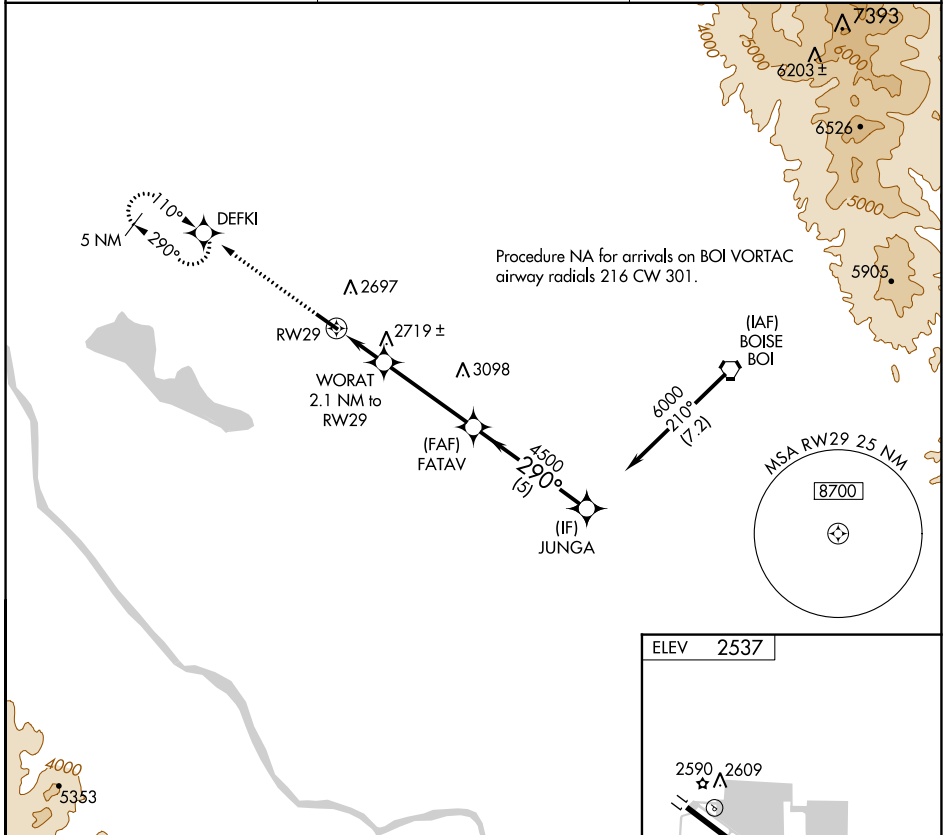 4000
5000
7393
6000
6203 ±
6526
5000
5905
110°
DEFKI
5 NM
290°
Procedure NA for arrivals on BOI VORTAC
airway radials 216 CW 301.
2697
RW29
2719 ±
(IAF)
BOISE
BOI
WORAT
2.1 NM to
RW29
3098
6000
210°
(7.2)
(FAF)
FATAV
4500
290°
(5)
(IF)
JUNGA
MSA RW29 25 NM
8700
ELEV 2537
4000
5353
2590
2609